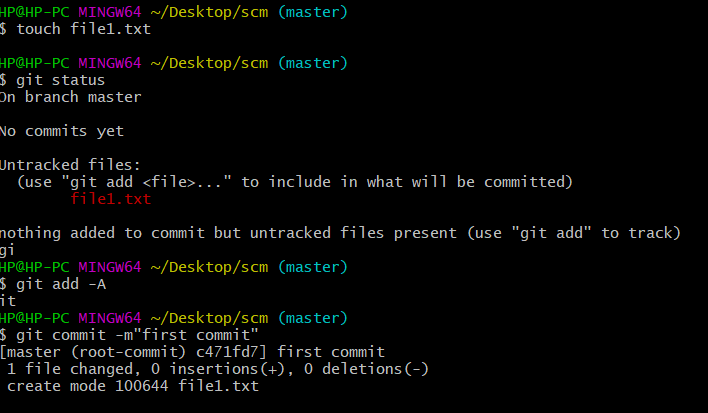 HP@HP-PC MINGW64 ~/Desktop/scm (master)
$ touch file1.txt
HP@HP-PC MINGW64 ~/Desktop/scm (master)
$ git status
On branch master
No commits yet
Untracked files:
(use "git add <file>..." to include in what will be committed)
file1.txt
nothing added to commit but untracked files present (use "git add" to track)
gi
HP@HP-PC MINGW64 ~/Desktop/scm (master)
$ git add -A
it
HP@HP-PC MINGW64 ~/Desktop/scm (master)
$ git commit -m"first commit"
[master (root-commit) c471fd7] first commit
1 file changed, 0 insertions(+), 0 deletions(-)
create mode 100644 file1.txt